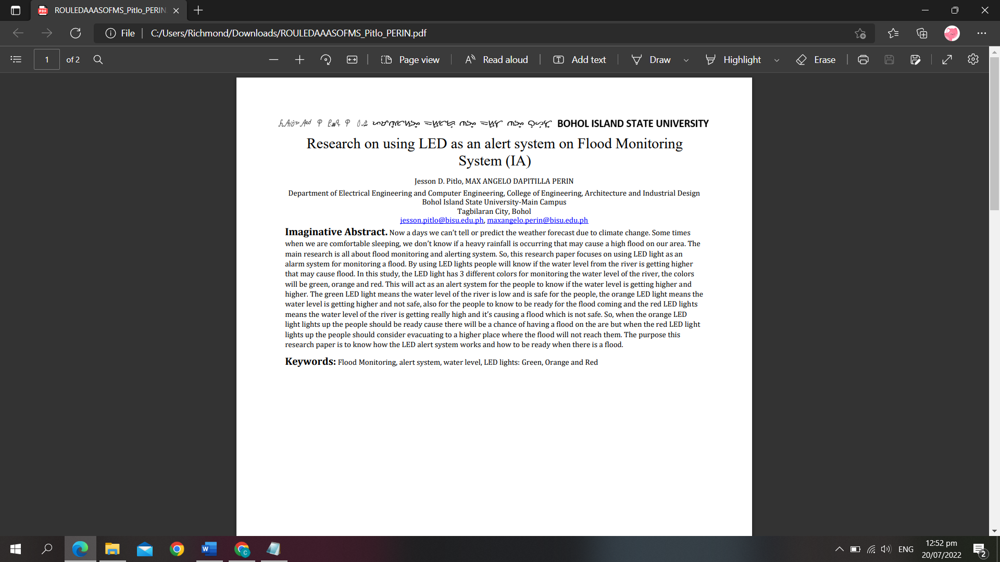 ROULEDAAASOFMS_Pitlo_PERIN
File
C:/Users/Richmond/Downloads/ROULEDAAASOFMS_Pitlo_PERIN.pdf
1 of 2
Page view
Read aloud
Add text
Draw
Highlight
Erase
BOHOL ISLAND STATE UNIVERSITY
Research on using LED as an alert system on Flood Monitoring
System (IA)
Jesson D. Pitlo, MAX ANGELO DAPITILLA PERIN
Department of Electrical Engineering and Computer Engineering, College of Engineering, Architecture and Industrial Design
Bohol Island State University-Main Campus
Tagbilaran City, Bohol
jesson.pitlo@bisu.edu.ph, maxangelo.perin@bisu.edu.ph
Imaginative Abstract. Now a days we can't tell or predict the weather forecast due to climate change. Some times
when we are comfortable sleeping, we don't know if a heavy rainfall is occurring that may cause a high flood on our area. The
main research is all about flood monitoring and alerting system. So, this research paper focuses on using LED light as an
alarm system for monitoring a flood. By using LED lights people will know if the water level from the river is getting higher
that may cause flood. In this study, the LED light has 3 different colors for monitoring the water level of the river, the colors
will be green, orange and red. This will act as an alert system for the people to know if the water level is getting higher and
higher. The green LED light means the water level of the river is low and is safe for the people, the orange LED light means the
water level is getting higher and not safe, also for the people to know to be ready for the flood coming and the red LED lights
means the water level of the river is getting really high and it's causing a flood which is not safe. So, when the orange LED
light lights up the people should be ready cause there will be a chance of having a flood on the are but when the red LED light
lights up the people should consider evacuating to a higher place where the flood will not reach them. The purpose this
research paper is to know how the LED alert system works and how to be ready when there is a flood.
Keywords: Flood Monitoring, alert system, water level, LED lights: Green, Orange and Red
ENG
12:52 pm
20/07/2022
2